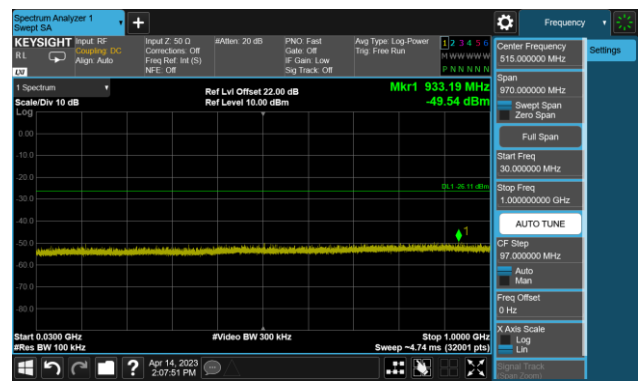 Spectrum Analyzer 1
Swept SA
Frequency
KEYSIGHT
RL
LXI
Input: RF
Coupling: DC
Align: Auto
Input Z: 50 Ω
Corrections: Off
Freq Ref: Int (S)
NFE: Off
#Atten: 20 dB
PNO: Fast
Gate: Off
IF Gain: Low
Sig Track: Off
Avg Type: Log-Power
Trig: Free Run
1 2 3 4 5 6
M W W W W W
P N N N N N
1 Spectrum
Scale/Div 10 dB
Log
Ref Lvl Offset 22.00 dB
Ref Level 10.00 dBm
Mkr1 933.19 MHz
-49.54 dBm
0.00
-10.0
-20.0
-30.0
-40.0
-50.0
-60.0
-70.0
-80.0
DL1 -26.11 dBm
1
Start 0.0300 GHz
#Res BW 100 kHz
#Video BW 300 kHz
Stop 1.0000 GHz
Sweep ~4.74 ms (32001 pts)
Apr 14, 2023
2:07:51 PM
Center Frequency
515.000000 MHz
Span
970.000000 MHz
Swept Span
Zero Span
Full Span
Start Freq
30.000000 MHz
Stop Freq
1.000000000 GHz
AUTO TUNE
CF Step
97.000000 MHz
Auto
Man
Freq Offset
0 Hz
X Axis Scale
Log
Lin
Signal Track
(Span Zoom)
Settings